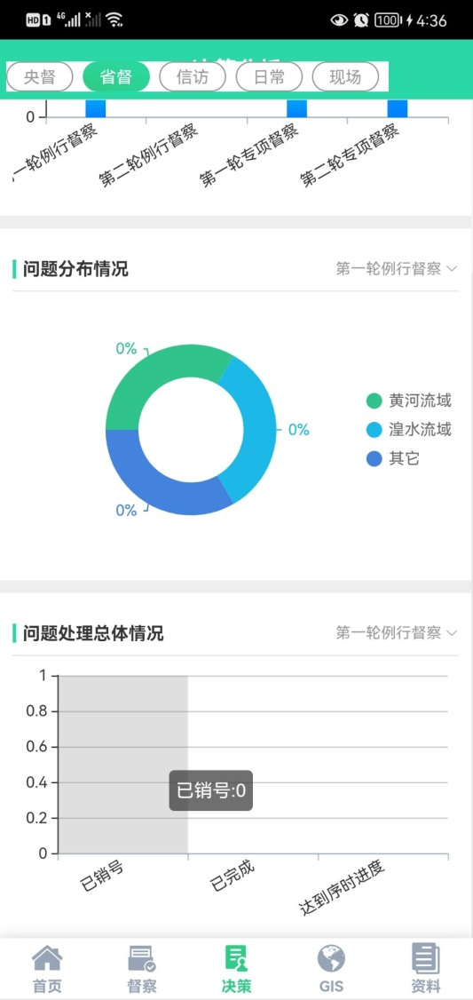 HD 1 4G 100 4:36
央督 省督 信访 日常 现场
0
一轮例行督察 第二轮例行督察 第一轮专项督察 第二轮专项督察
问题分布情况 第一轮例行督察
0%
黄河流域
0% 湟水流域
其它
0%
问题处理总体情况 第一轮例行督察
1
0.8
0.6
0.4 已销号:0
0.2
0
已销号 已完成 达到序时进度
首页 督察 决策 GIS 资料